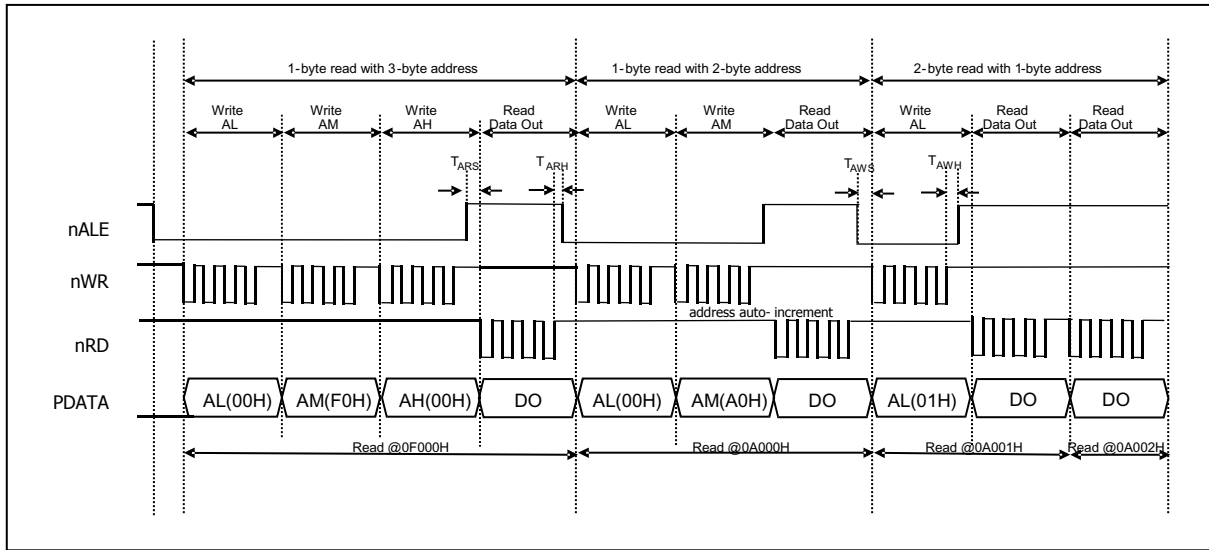 1-byte read with 3-byte address 1-byte read with 2-byte address 2-byte read with 1-byte address
Write Write Write Read Write Write Read Write Read Read
AL AM AH Data Out AL AM Data Out AL Data Out Data Out
TARS TARH TAWS TAWH
nALE
nWR
address auto- increment
nRD
PDATA AL(00H) AM(F0H) AH(00H) DO AL(00H) AM(A0H) DO AL(01H) DO DO
Read @0F000H Read @0A000H Read @0A001H Read @0A002H